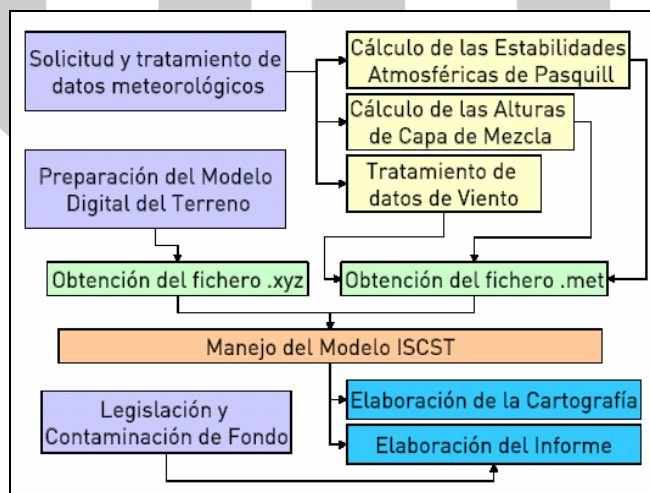 Solicitud y tratamiento de
datos meteorológicos
Cálculo de las Estabilidades
Atmosféricas de Pasquill
Cálculo de las Alturas
de Capa de Mezcla
Preparación del Modelo
Digital del Terreno
Tratamiento de
datos de Viento
Obtención del fichero .xyz
Obtención del fichero .met
Manejo del Modelo ISCST
Legislación y
Contaminación de Fondo
Elaboración de la Cartografía
Elaboración del Informe